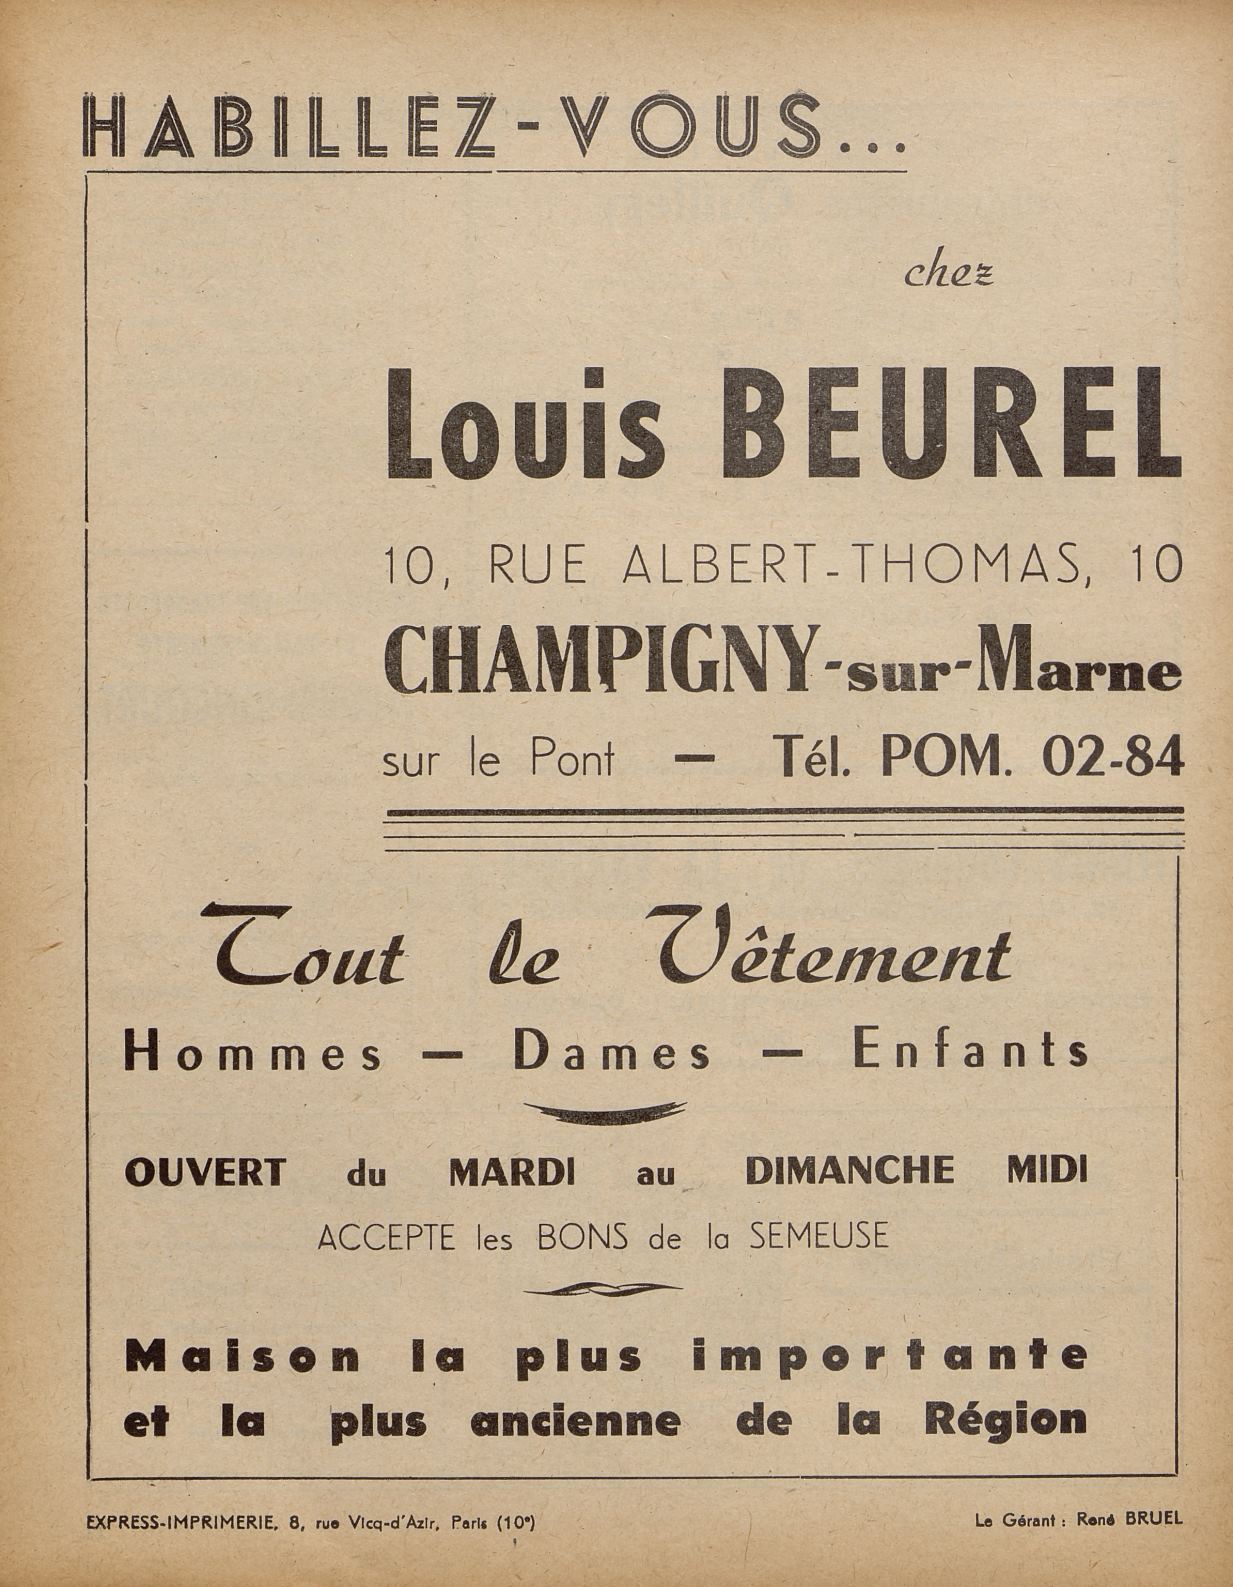 HABILLEZ-VOUS...
chez
Louis BEUREL
10, RUE ALBERT-THOMAS, 10
CHAMPIGNY-sur-Marne
sur le Pont — Tél. POM. 02-84
Tout le Vêtement
Hommes — Dames — Enfants
OUVERT du MARDI au DIMANCHE MIDI
ACCEPTE les BONS de la SEMEUSE
Maison la plus importante
et la plus ancienne de la Région
EXPRESS-IMPRIMERIE, 8, rue Vicq-d'Azir, Paris (10e)
Le Gérant : René BRUEL